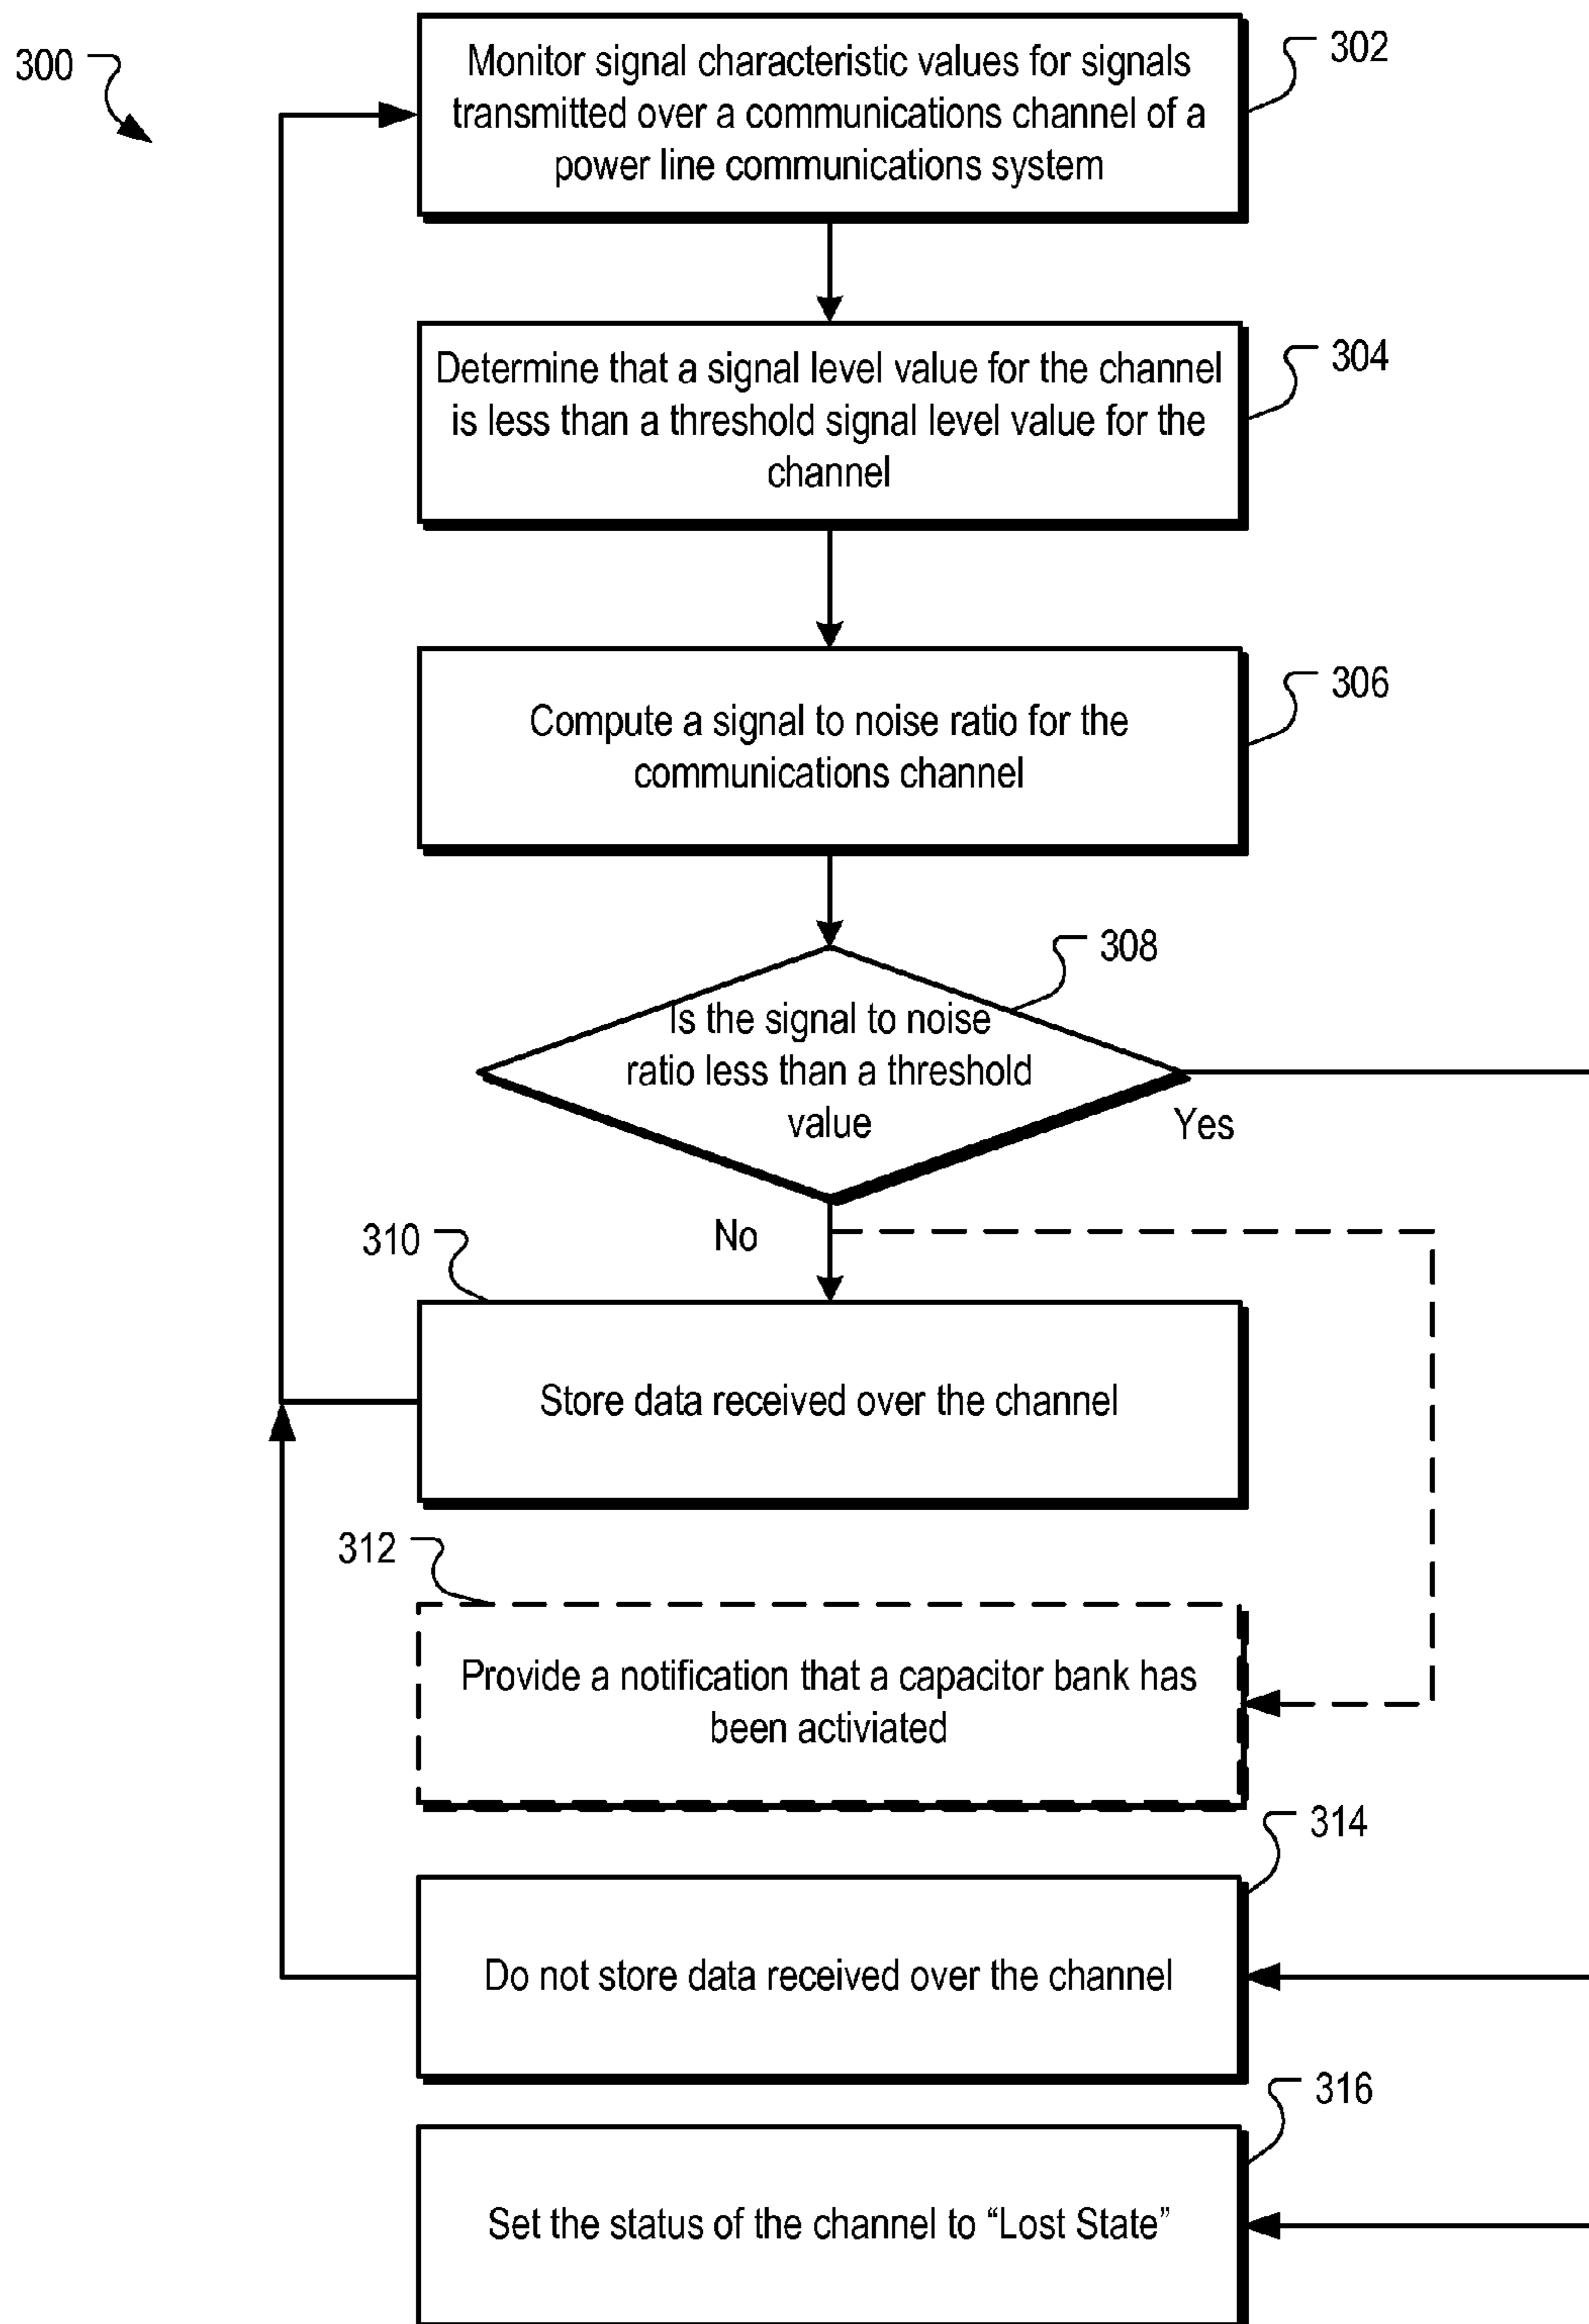 300
302
Monitor signal characteristic values for signals
transmitted over a communications channel of a
power line communications system
304
Determine that a signal level value for the channel
is less than a threshold signal level value for the
channel
306
Compute a signal to noise ratio for the
communications channel
308
Is the signal to noise
ratio less than a threshold
value
Yes
No
310
Store data received over the channel
312
Provide a notification that a capacitor bank has
been activiated
314
Do not store data received over the channel
316
Set the status of the channel to “Lost State”